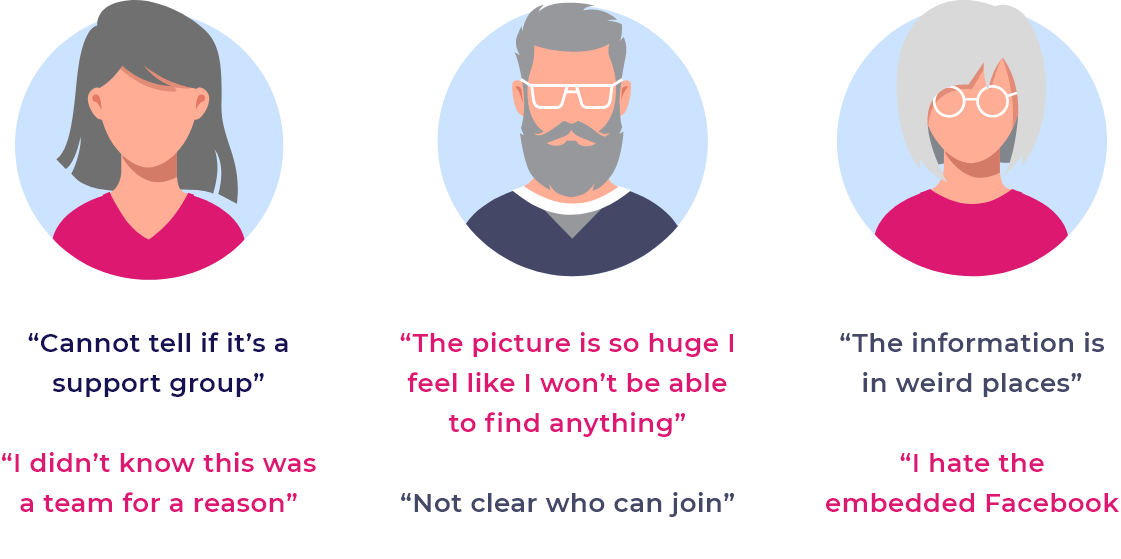 “Cannot tell if it’s a
support group”
“I didn’t know this was
a team for a reason”
“The picture is so huge I
feel like I won’t be able
to find anything”
“Not clear who can join”
“The information is
in weird places”
“I hate the
embedded Facebook